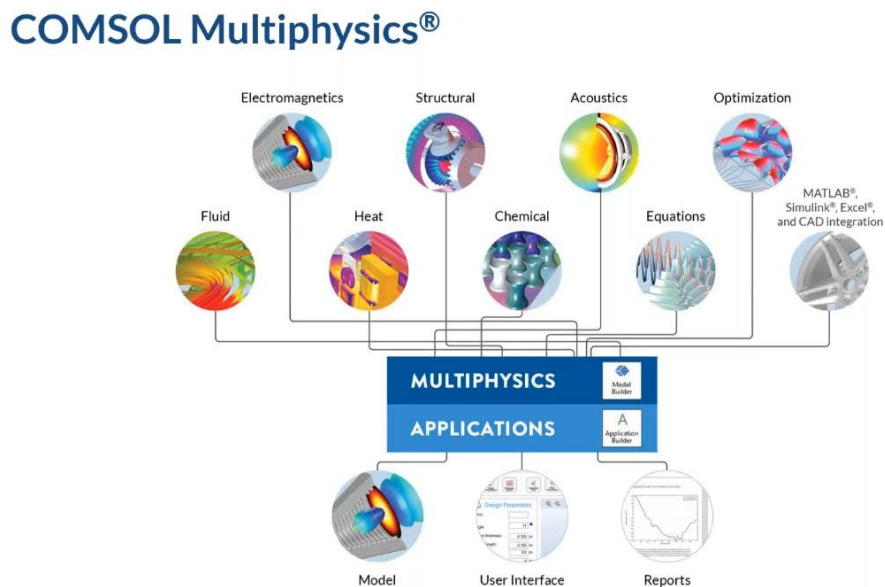 COMSOL Multiphysics®
Electromagnetics
Structural
Acoustics
Optimization
Fluid
Heat
Chemical
Equations
MATLAB®,
Simulink®, Excel®,
and CAD integration
MULTIPHYSICS
Model
Builder
APPLICATIONS
Application
Builder
Design Parameters
Model
User Interface
Reports